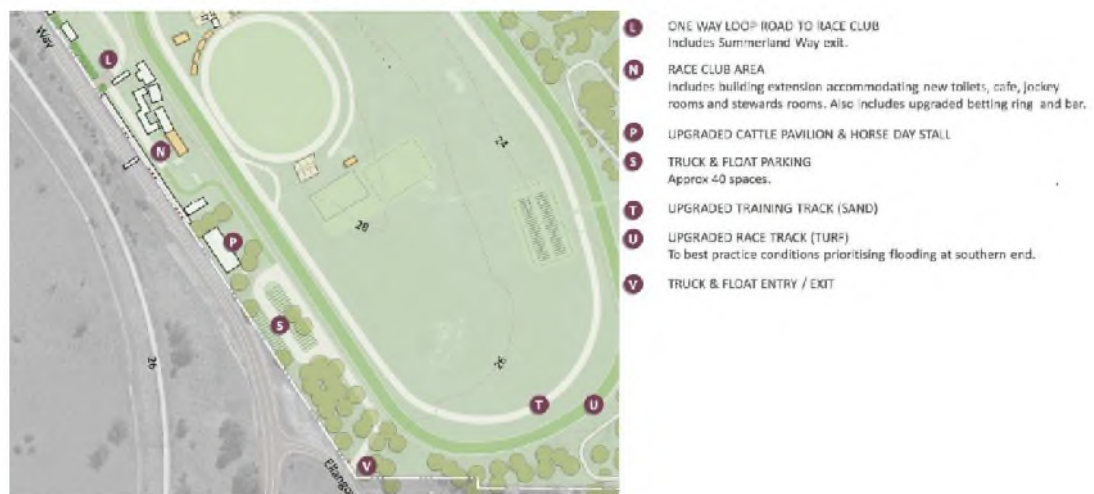 Way
L
N
P
S
T
U
V
24
28
26
26
Ellango
L ONE WAY LOOP ROAD TO RACE CLUB
Includes Summerland Way exit.
N RACE CLUB AREA
Includes building extension accommodating new toilets, cafe, jockey
rooms and stewards rooms. Also includes upgraded betting ring and bar.
P UPGRADED CATTLE PAVILION & HORSE DAY STALL
S TRUCK & FLOAT PARKING
Approx 40 spaces.
T UPGRADED TRAINING TRACK (SAND)
U UPGRADED RACE TRACK (TURF)
To best practice conditions prioritising flooding at southern end.
V TRUCK & FLOAT ENTRY / EXIT